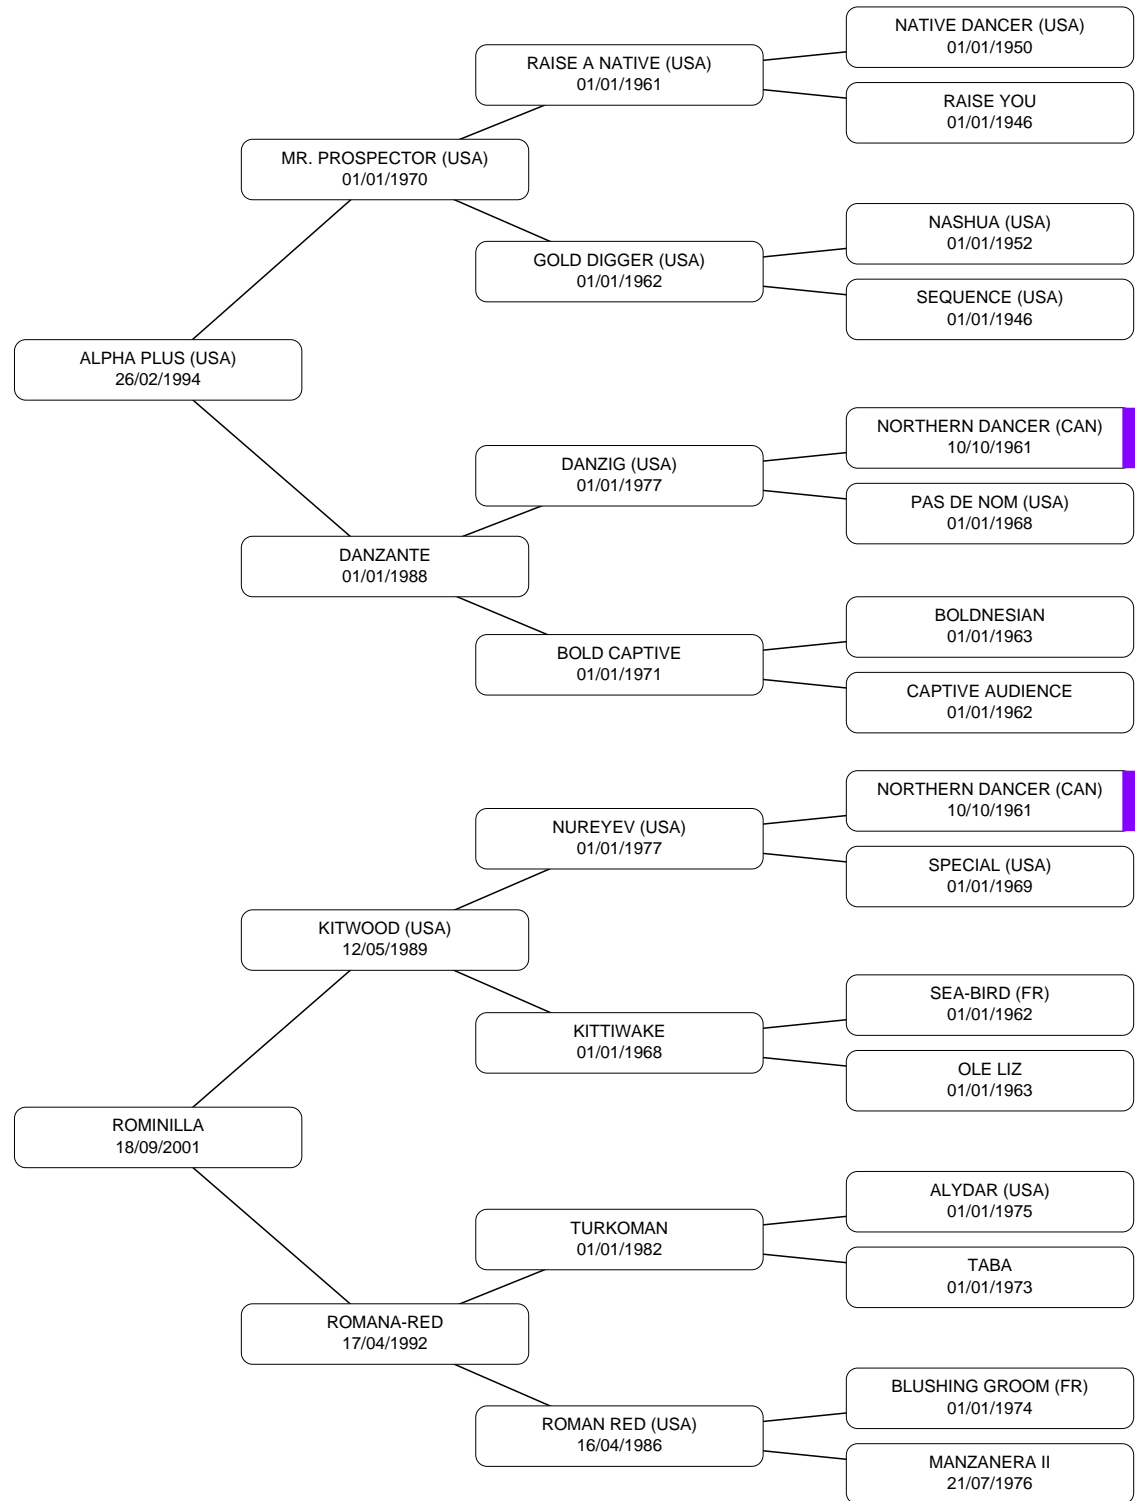 NATIVE DANCER (USA)
01/01/1950
RAISE A NATIVE (USA)
01/01/1961
RAISE YOU
01/01/1946
MR. PROSPECTOR (USA)
01/01/1970
NASHUA (USA)
01/01/1952
GOLD DIGGER (USA)
01/01/1962
SEQUENCE (USA)
01/01/1946
ALPHA PLUS (USA)
26/02/1994
NORTHERN DANCER (CAN)
10/10/1961
DANZIG (USA)
01/01/1977
PAS DE NOM (USA)
01/01/1968
DANZANTE
01/01/1988
BOLDNESIAN
01/01/1963
BOLD CAPTIVE
01/01/1971
CAPTIVE AUDIENCE
01/01/1962
NORTHERN DANCER (CAN)
10/10/1961
NUREYEV (USA)
01/01/1977
SPECIAL (USA)
01/01/1969
KITWOOD (USA)
12/05/1989
SEA-BIRD (FR)
01/01/1962
KITTIWAKE
01/01/1968
OLE LIZ
01/01/1963
ROMINILLA
18/09/2001
ALYDAR (USA)
01/01/1975
TURKOMAN
01/01/1982
TABA
01/01/1973
ROMANA-RED
17/04/1992
BLUSHING GROOM (FR)
01/01/1974
ROMAN RED (USA)
16/04/1986
MANZANERA II
21/07/1976